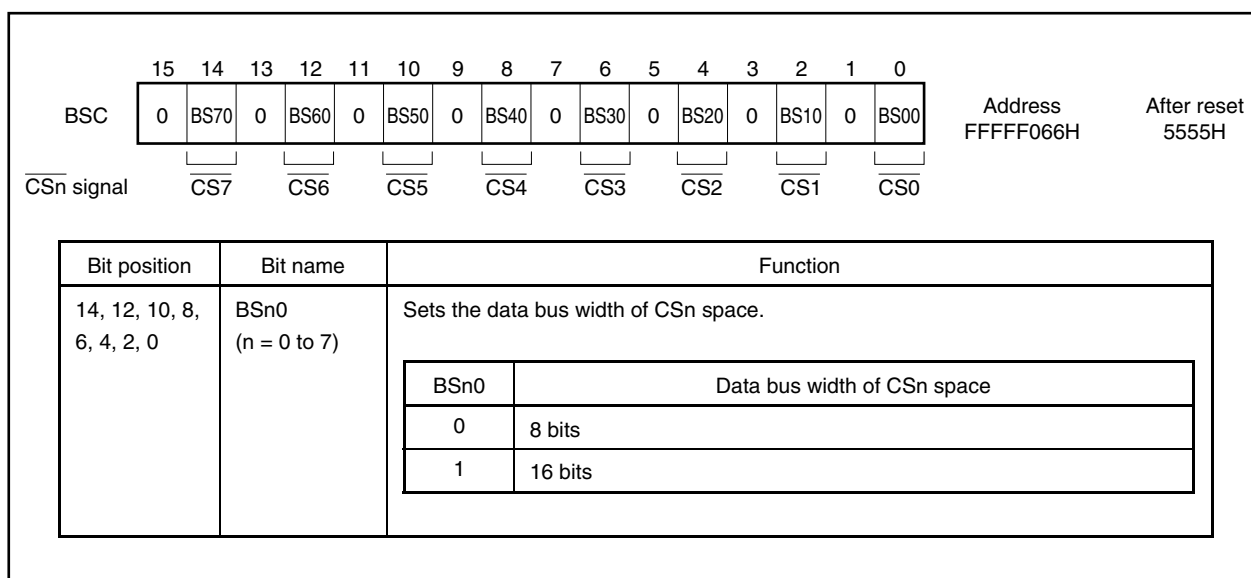 15 14 13 12 11 10 9 8 7 6 5 4 3 2 1 0
BSC 0 BS70 0 BS60 0 BS50 0 BS40 0 BS30 0 BS20 0 BS10 0 BS00 Address After reset
FFFFF066H 5555H
CSn signal CS7 CS6 CS5 CS4 CS3 CS2 CS1 CS0
Bit position Bit name Function
14, 12, 10, 8, BSn0 Sets the data bus width of CSn space.
6, 4, 2, 0 (n = 0 to 7)
BSn0 Data bus width of CSn space
0 8 bits
1 16 bits